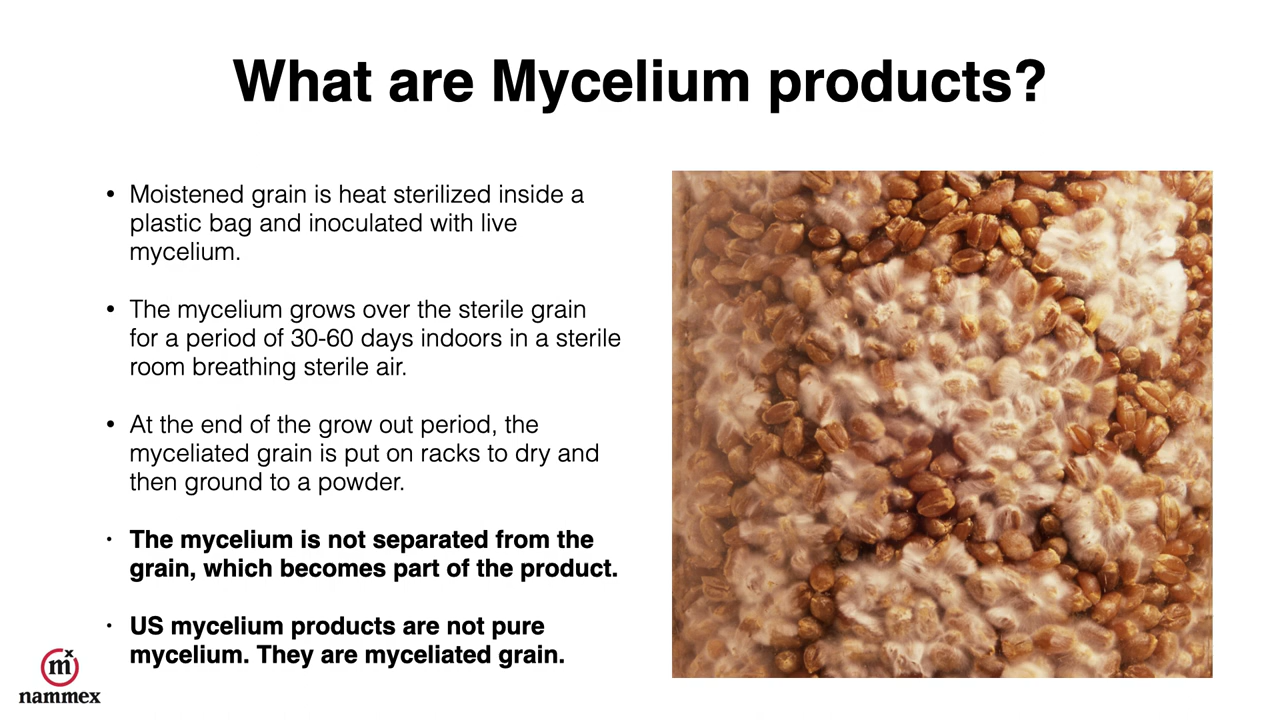 What are Mycelium products?
• Moistened grain is heat sterilized inside a
plastic bag and inoculated with live
mycelium.
• The mycelium grows over the sterile grain
for a period of 30-60 days indoors in a sterile
room breathing sterile air.
• At the end of the grow out period, the
myceliated grain is put on racks to dry and
then ground to a powder.
• The mycelium is not separated from the
grain, which becomes part of the product.
• US mycelium products are not pure
mycelium. They are myceliated grain.
mx
nammex